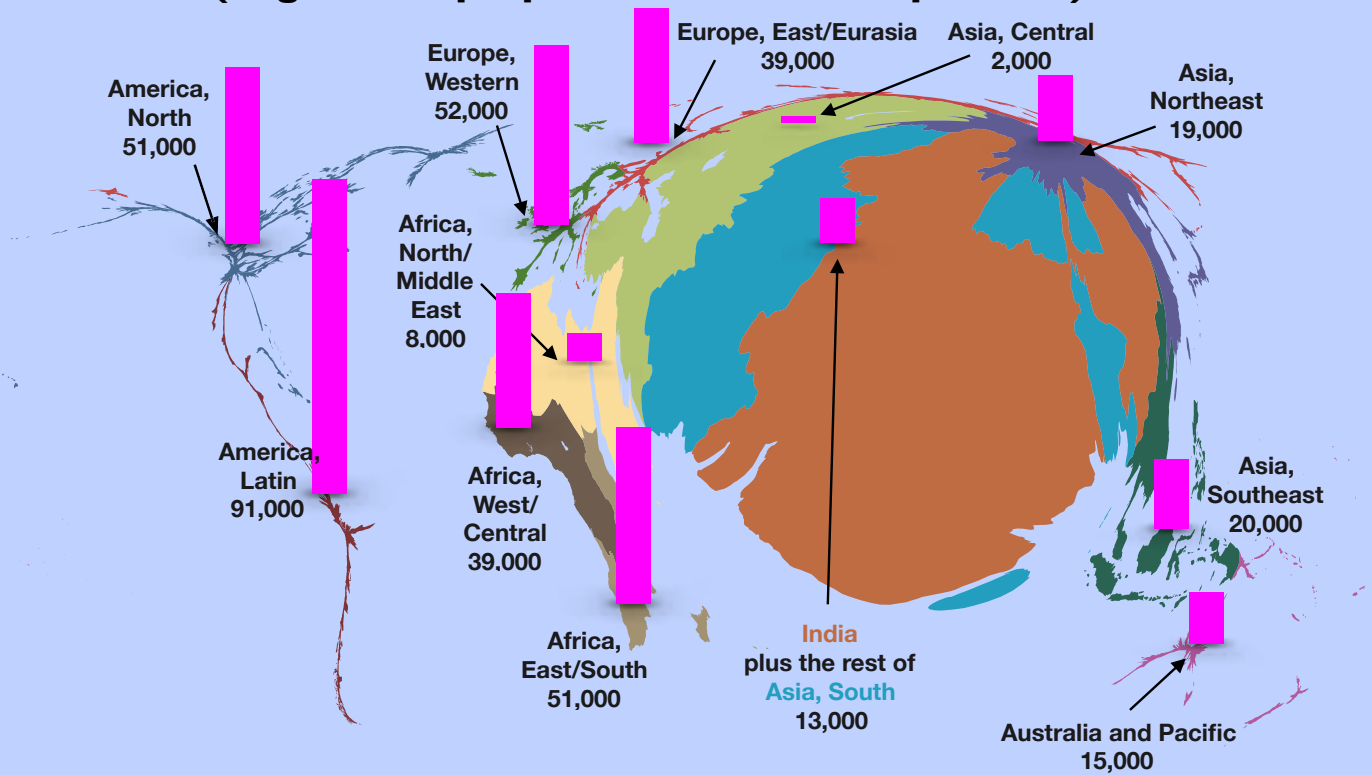 Europe, East/Eurasia
39,000
Asia, Central
2,000
Europe,
Western
52,000
America,
North
51,000
Asia,
Northeast
19,000
Africa,
North/
Middle
East
8,000
America,
Latin
91,000
Africa,
West/
Central
39,000
Asia,
Southeast
20,000
Africa,
East/South
51,000
India
plus the rest of
Asia, South
13,000
Australia and Pacific
15,000